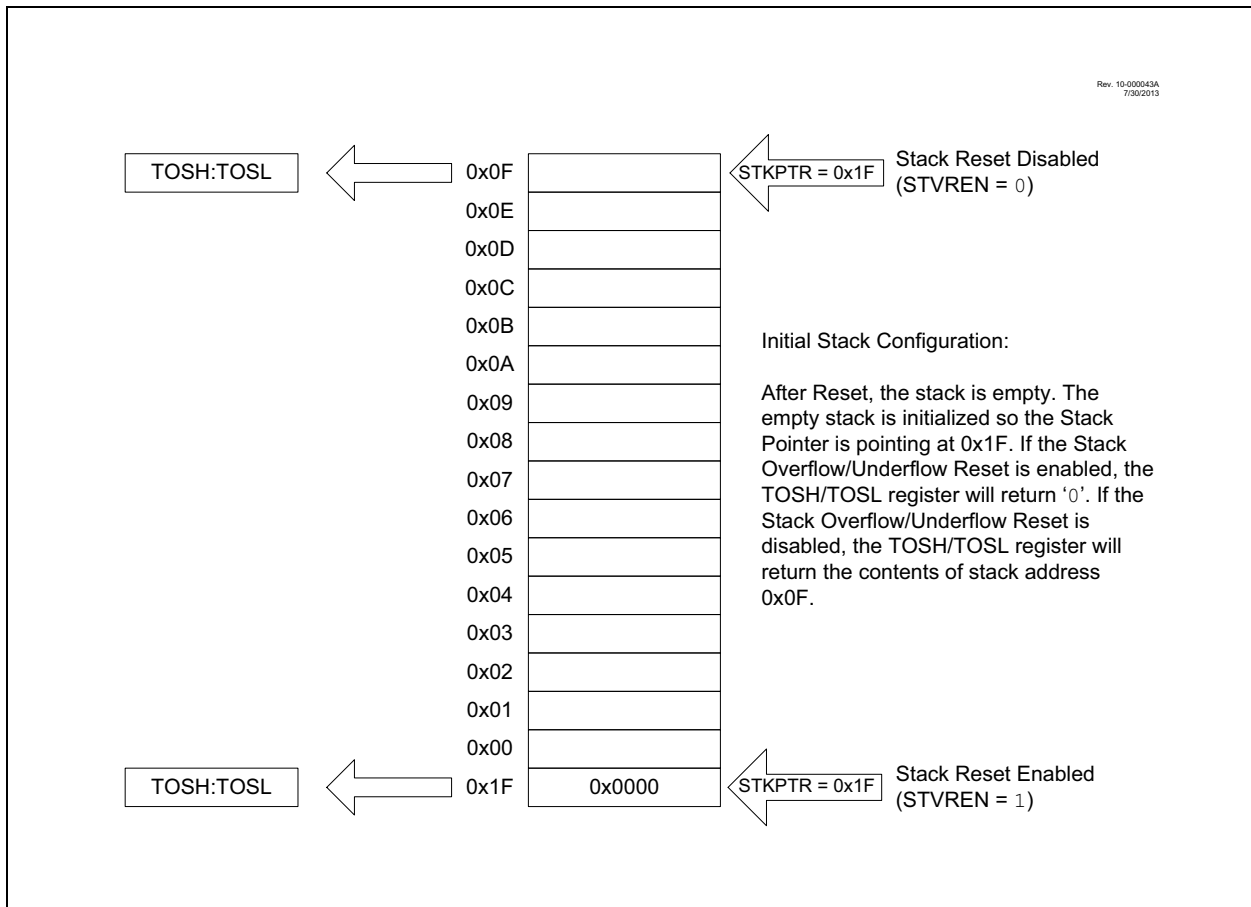 Rev. 10-000043A
7/30/2013
TOSH:TOSL
0x0F
STKPTR = 0x1F
Stack Reset Disabled
(STVREN = 0)
0x0E
0x0D
0x0C
0x0B
0x0A
0x09
0x08
0x07
0x06
0x05
0x04
0x03
0x02
0x01
0x00
Initial Stack Configuration:
After Reset, the stack is empty. The
empty stack is initialized so the Stack
Pointer is pointing at 0x1F. If the Stack
Overflow/Underflow Reset is enabled, the
TOSH/TOSL register will return ‘0’. If the
Stack Overflow/Underflow Reset is
disabled, the TOSH/TOSL register will
return the contents of stack address
0x0F.
TOSH:TOSL
0x1F
0x0000
STKPTR = 0x1F
Stack Reset Enabled
(STVREN = 1)